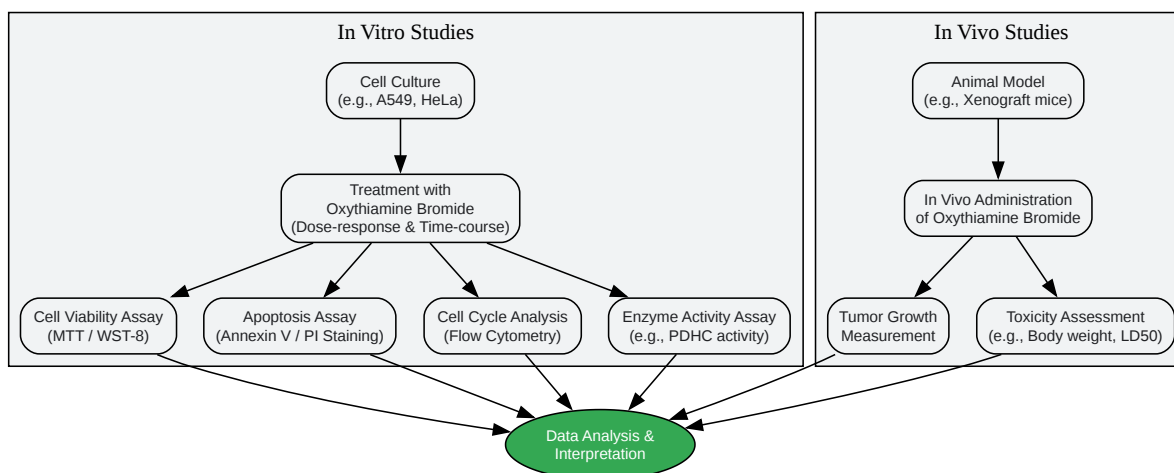 In Vitro Studies
Cell Culture
(e.g., A549, HeLa)
Treatment with
Oxythiamine Bromide
(Dose-response & Time-course)
Cell Viability Assay
(MTT / WST-8)
Apoptosis Assay
(Annexin V / PI Staining)
Cell Cycle Analysis
(Flow Cytometry)
Enzyme Activity Assay
(e.g., PDHC activity)
In Vivo Studies
Animal Model
(e.g., Xenograft mice)
In Vivo Administration
of Oxythiamine Bromide
Tumor Growth
Measurement
Toxicity Assessment
(e.g., Body weight, LD50)
Data Analysis &
Interpretation